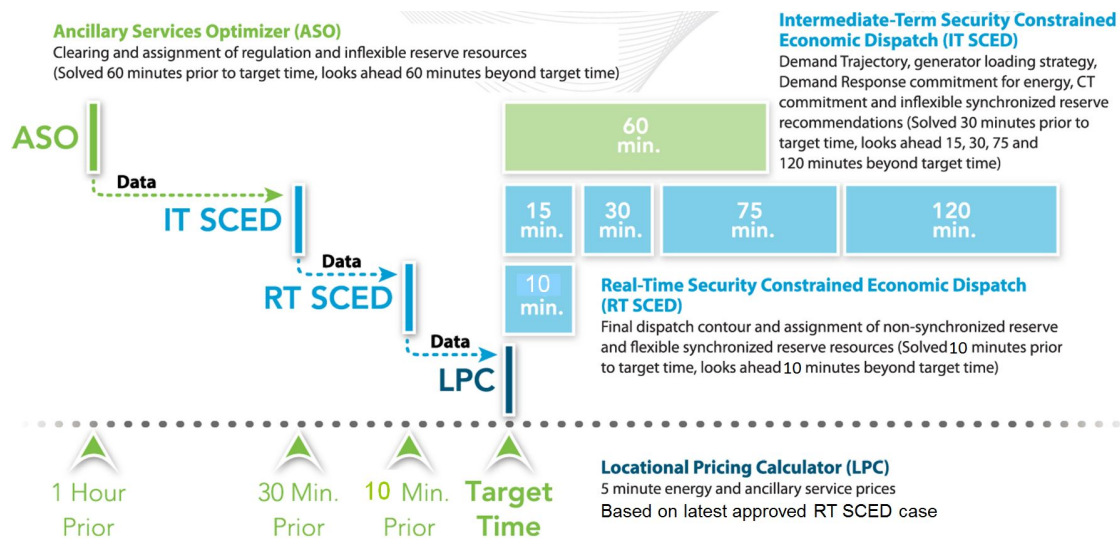 Ancillary Services Optimizer (ASO)
Clearing and assignment of regulation and inflexible reserve resources
(Solved 60 minutes prior to target time, looks ahead 60 minutes beyond target time)
Intermediate-Term Security Constrained
Economic Dispatch (IT SCED)
Demand Trajectory, generator loading strategy,
Demand Response commitment for energy, CT
commitment and inflexible synchronized reserve
recommendations (Solved 30 minutes prior to
target time, looks ahead 15, 30, 75 and
120 minutes beyond target time)
ASO
60
min.
Data
IT SCED
15
min.
30
min.
75
min.
120
min.
Data
RT SCED
10
min.
Real-Time Security Constrained Economic Dispatch
(RT SCED)
Final dispatch contour and assignment of non-synchronized reserve
and flexible synchronized reserve resources (Solved 10 minutes prior
to target time, looks ahead 10 minutes beyond target time)
Data
LPC
1 Hour
Prior
30 Min.
Prior
10 Min.
Prior
Target
Time
Locational Pricing Calculator (LPC)
5 minute energy and ancillary service prices
Based on latest approved RT SCED case